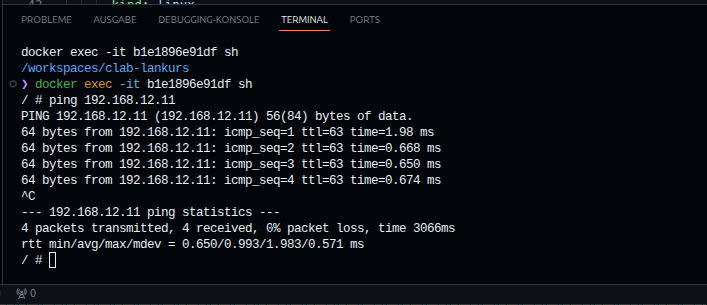 kind: linux
PROBLEME AUSGABE DEBUGGING-KONSOLE TERMINAL PORTS
docker exec -it b1e1896e91df sh
/workspaces/clab-lankurs
❯ docker exec -it b1e1896e91df sh
/ # ping 192.168.12.11
PING 192.168.12.11 (192.168.12.11) 56(84) bytes of data.
64 bytes from 192.168.12.11: icmp_seq=1 ttl=63 time=1.98 ms
64 bytes from 192.168.12.11: icmp_seq=2 ttl=63 time=0.668 ms
64 bytes from 192.168.12.11: icmp_seq=3 ttl=63 time=0.650 ms
64 bytes from 192.168.12.11: icmp_seq=4 ttl=63 time=0.674 ms
^C
--- 192.168.12.11 ping statistics ---
4 packets transmitted, 4 received, 0% packet loss, time 3066ms
rtt min/avg/max/mdev = 0.650/0.993/1.983/0.571 ms
/ #
0